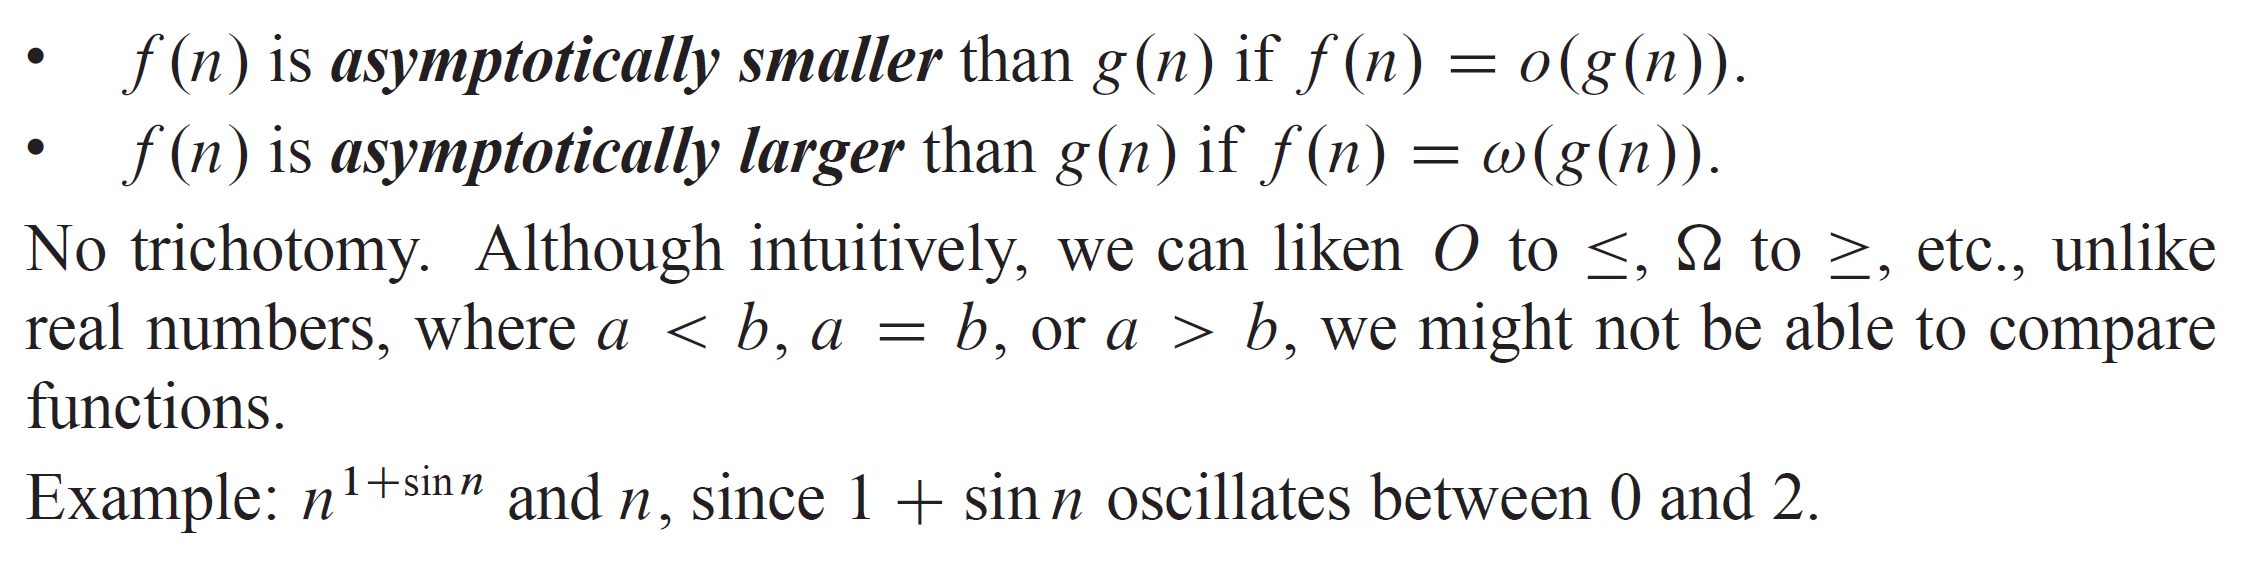 • f(n) is asymptotically smaller than g(n) if f(n) = o(g(n)).
• f(n) is asymptotically larger than g(n) if f(n) = ω(g(n)).
No trichotomy. Although intuitively, we can liken O to ≤, Ω to ≥, etc., unlike
real numbers, where a < b, a = b, or a > b, we might not be able to compare
functions.
Example: n^{1+sin n} and n, since 1 + sin n oscillates between 0 and 2.